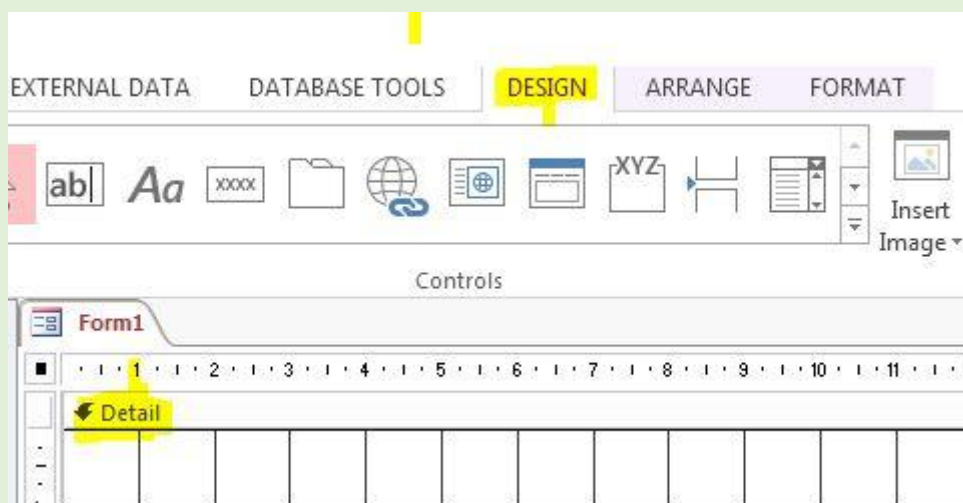 EXTERNAL DATA DATABASE TOOLS DESIGN ARRANGE FORMAT
ab Aa xxxx XYZ
Insert
Image
Controls
Form1
1 2 3 4 5 6 7 8 9 10 11
Detail